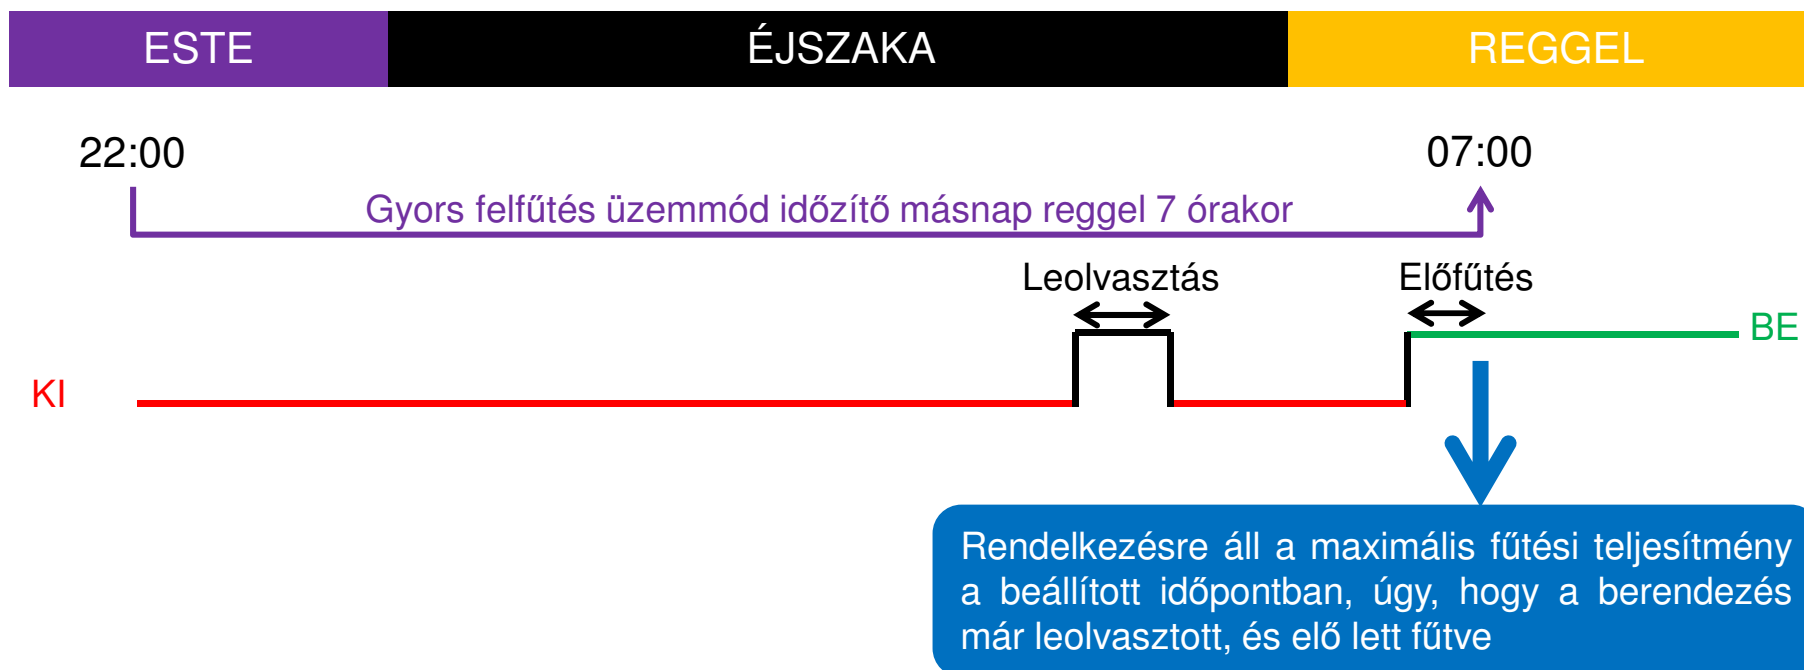 ESTE
ÉJSZAKA
REGGEL
22:00
07:00
Gyors felfűtés üzemmód időzítő másnap reggel 7 órakor
Leolvasztás
Előfűtés
BE
KI
Rendelkezésre áll a maximális fűtési teljesítmény
a beállított időpontban, úgy, hogy a berendezés
már leolvasztott, és elő lett fűtve